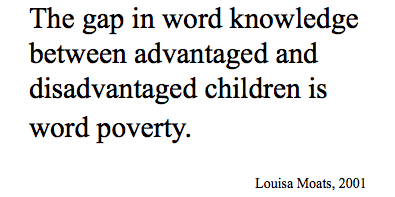 The gap in word knowledge
between advantaged and
disadvantaged children is
word poverty.
Louisa Moats, 2001